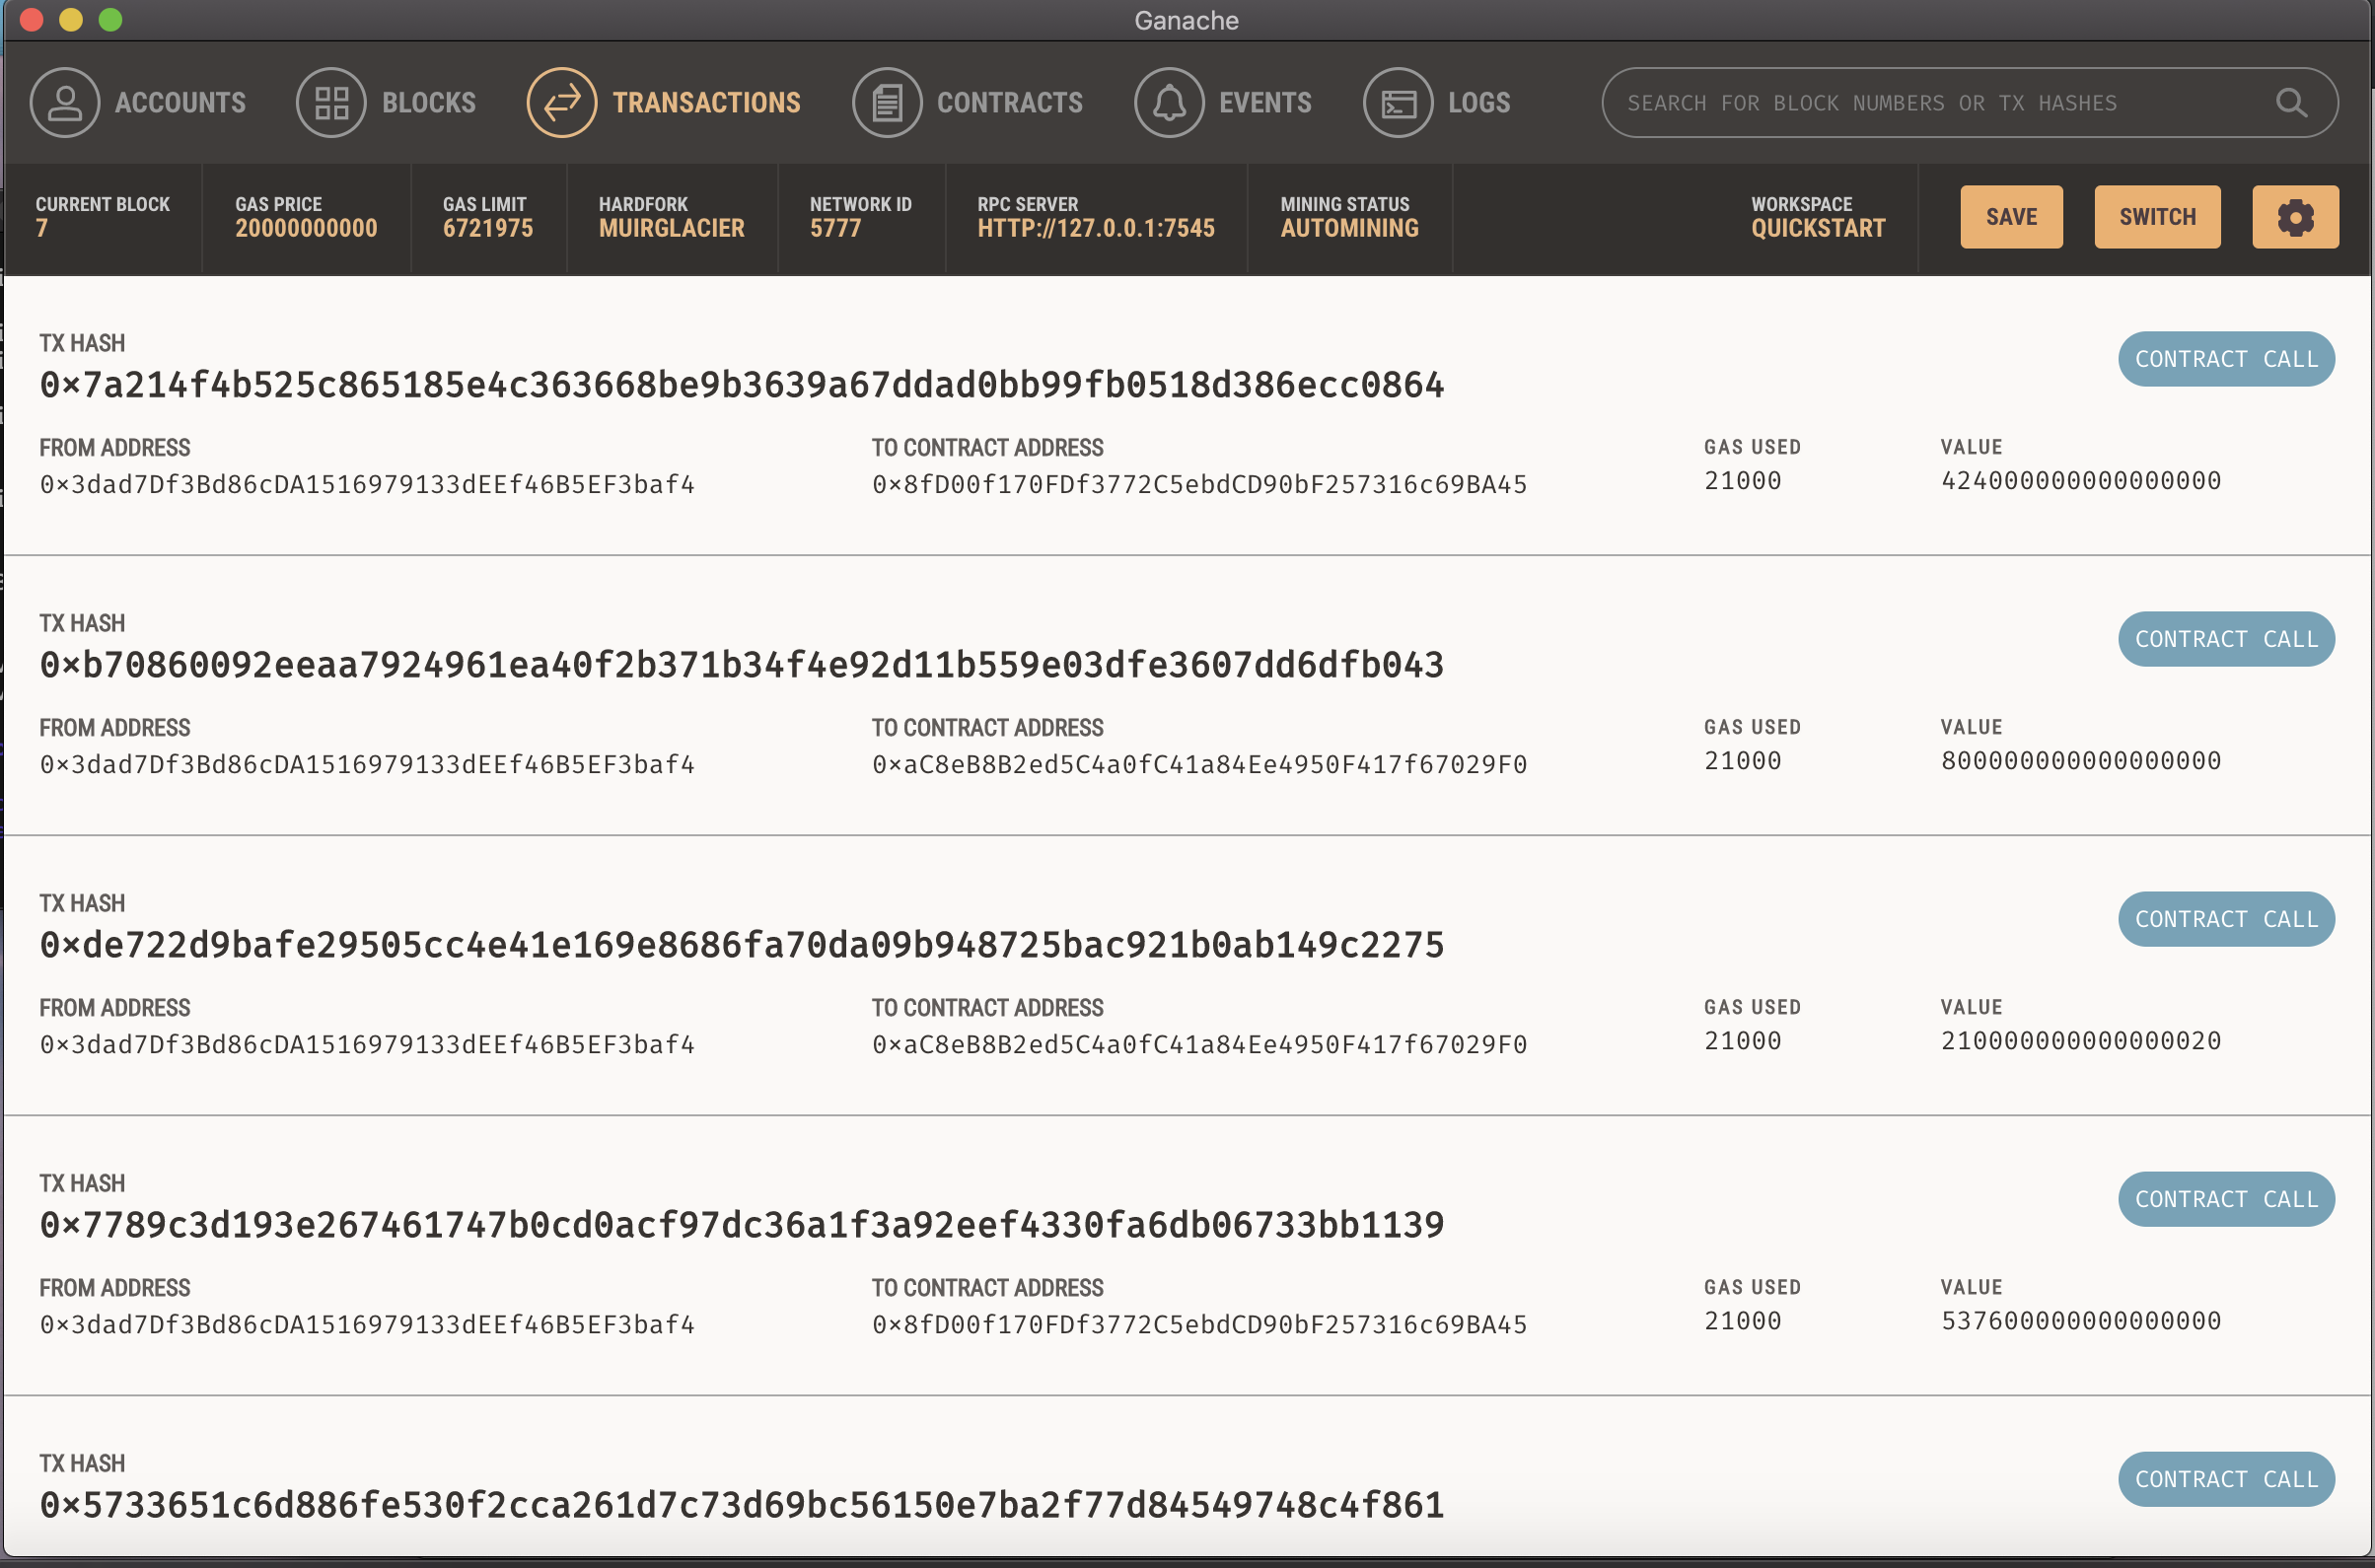 Ganache
ACCOUNTS BLOCKS TRANSACTIONS CONTRACTS EVENTS LOGS SEARCH FOR BLOCK NUMBERS OR TX HASHES
CURRENT BLOCK GAS PRICE GAS LIMIT HARDFORK NETWORK ID RPC SERVER MINING STATUS WORKSPACE
7 20000000000 6721975 MUIRGLACIER 5777 HTTP://127.0.0.1:7545 AUTOMINING QUICKSTART SAVE SWITCH
TX HASH
0×7a214f4b525c865185e4c363668be9b3639a67ddad0bb99fb0518d386ecc0864 CONTRACT CALL
FROM ADDRESS TO CONTRACT ADDRESS GAS USED VALUE
0×3dad7Df3Bd86cDA1516979133dEEf46B5EF3baf4 0×8fD00f170FDf3772C5ebdCD90bF257316c69BA45 21000 424000000000000000
TX HASH
0×b70860092eeaa7924961ea40f2b371b34f4e92d11b559e03dfe3607dd6dfb043 CONTRACT CALL
FROM ADDRESS TO CONTRACT ADDRESS GAS USED VALUE
0×3dad7Df3Bd86cDA1516979133dEEf46B5EF3baf4 0×aC8eB8B2ed5C4a0fC41a84Ee4950F417f67029F0 21000 800000000000000000
TX HASH
0×de722d9bafe29505cc4e41e169e8686fa70da09b948725bac921b0ab149c2275 CONTRACT CALL
FROM ADDRESS TO CONTRACT ADDRESS GAS USED VALUE
0×3dad7Df3Bd86cDA1516979133dEEf46B5EF3baf4 0×aC8eB8B2ed5C4a0fC41a84Ee4950F417f67029F0 21000 210000000000000020
TX HASH
0×7789c3d193e267461747b0cd0acf97dc36a1f3a92eef4330fa6db06733bb1139 CONTRACT CALL
FROM ADDRESS TO CONTRACT ADDRESS GAS USED VALUE
0×3dad7Df3Bd86cDA1516979133dEEf46B5EF3baf4 0×8fD00f170FDf3772C5ebdCD90bF257316c69BA45 21000 537600000000000000
TX HASH
0×5733651c6d886fe530f2cca261d7c73d69bc56150e7ba2f77d84549748c4f861 CONTRACT CALL